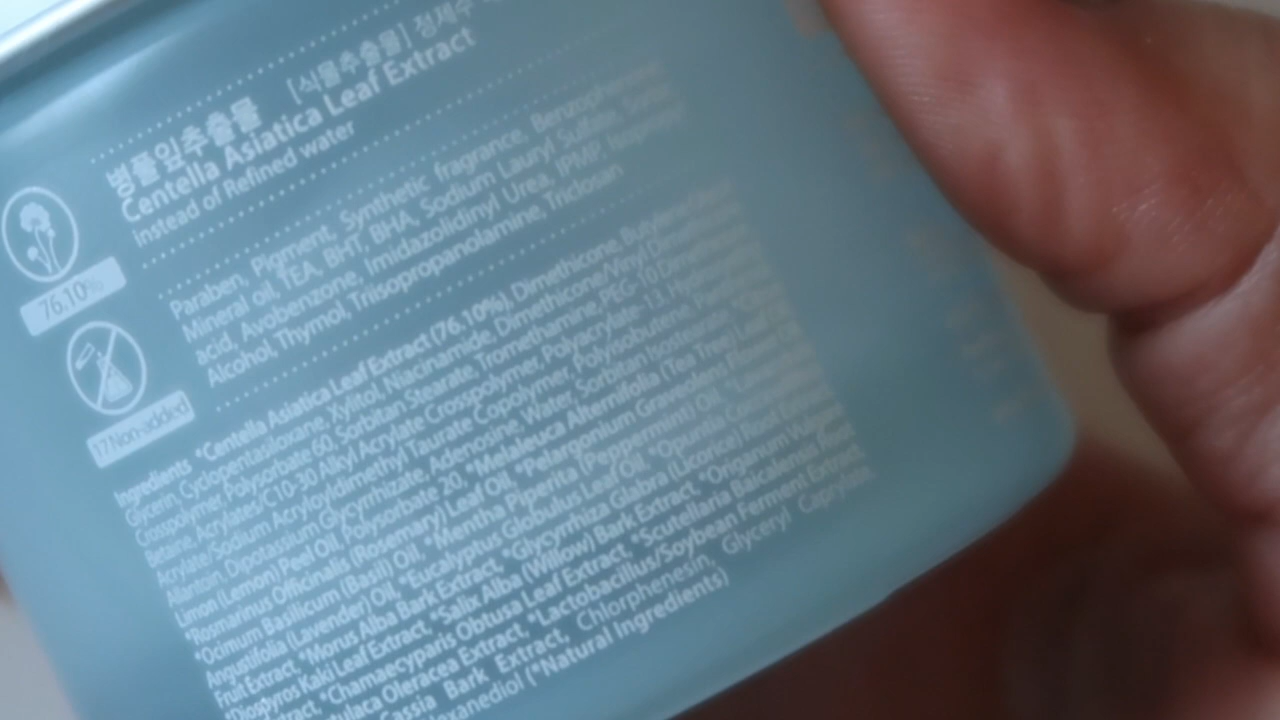 병풀잎추출물 [식물추출물] 정제수
Centella Asiatica Leaf Extract
instead of Refined water
76.10%
Paraben, Pigment, Synthetic fragrance, Benzophenone,
Mineral oil, TEA, BHT, BHA, Sodium Lauryl Sulfate,
acid, Avobenzone, Imidazolidinyl Urea, IPMP, Isopropyl
Alcohol, Thymol, Triisopropanolamine, Triclosan
17 Non-added
Ingredients *Centella Asiatica Leaf Extract (76.10%), Dimethicone,
Glycerin, Cyclopentasiloxane, Xylitol, Niacinamide, Dimethicone/Vinyl Dimethicone
Crosspolymer, Polysorbate 60, Sorbitan Stearate, Tromethamine, PEG-10
Betaine, Acrylates/C10-30 Alkyl Acrylate Crosspolymer, Polyacrylate-13,
Acrylate/Sodium Acryloyldimethyl Taurate Copolymer, Polyisobutene,
Allantoin, Dipotassium Glycyrrhizate, Adenosine, Water, Sorbitan Isostearate,
Limon (Lemon) Peel Oil, Polysorbate 20, *Melaleuca Alternifolia (Tea Tree) Leaf
*Rosmarinus Officinalis (Rosemary) Leaf Oil, *Pelargonium Graveolens Flower
*Ocimum Basilicum (Basil) Oil, *Mentha Piperita (Peppermint) Oil,
Angustifolia (Lavender) Oil, *Eucalyptus Globulus Leaf Oil, *Opuntia
Fruit Extract, *Morus Alba Bark Extract, *Glycyrrhiza Glabra (Licorice) Root
*Diospyros Kaki Leaf Extract, *Salix Alba (Willow) Bark Extract, *Origanum
Extract, *Chamaecyparis Obtusa Leaf Extract, *Scutellaria Baicalensis Root
Oleracea Extract, *Lactobacillus/Soybean Ferment Extract,
Cassia Bark Extract, Chlorphenesin, Glyceryl Caprylate,
(*Natural Ingredients)